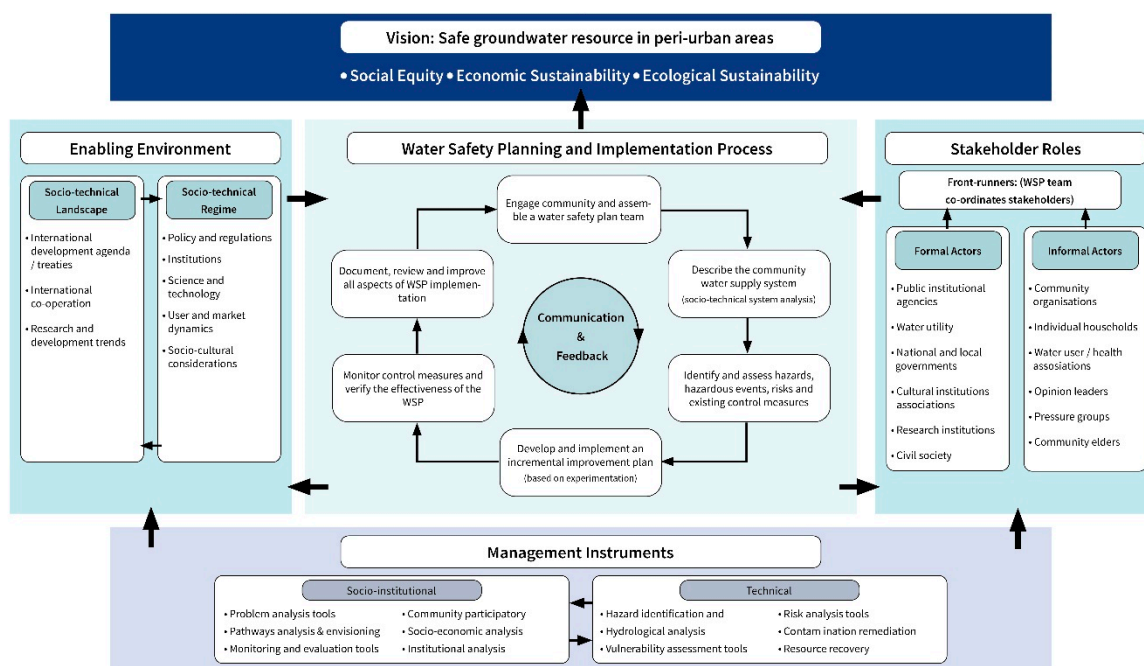 Vision: Safe groundwater resource in peri-urban areas
• Social Equity • Economic Sustainability • Ecological Sustainability
Enabling Environment
Socio-technical
Landscape
• International
development agenda
/ treaties
• International
co-operation
• Research and
development trends
Socio-technical
Regime
• Policy and regulations
• Institutions
• Science and
technology
• User and market
dynamics
• Socio-cultural
considerations
Water Safety Planning and Implementation Process
Engage community and assem-
ble a water safety plan team
Describe the community
water supply system
(socio-technical system analysis)
Identify and assess hazards,
hazardous events, risks and
existing control measures
Develop and implement an
incremental improvement plan
(based on experimentation)
Monitor control measures and
verify the effectiveness of the
WSP
Document, review and improve
all aspects of WSP implemen-
tation
Communication
&
Feedback
Stakeholder Roles
Front-runners: (WSP team
co-ordinates stakeholders)
Formal Actors
• Public institutional
agencies
• Water utility
• National and local
governments
• Cultural institutions
associations
• Research institutions
• Civil society
Informal Actors
• Community
organisations
• Individual households
• Water user / health
assosiations
• Opinion leaders
• Pressure groups
• Community elders
Management Instruments
Socio-institutional
• Problem analysis tools
• Pathways analysis & envisioning
• Monitoring and evaluation tools
• Community participatory
• Socio-economic analysis
• Institutional analysis
Technical
• Hazard identification and
• Hydrological analysis
• Vulnerability assessment tools
• Risk analysis tools
• Contam ination remediation
• Resource recovery